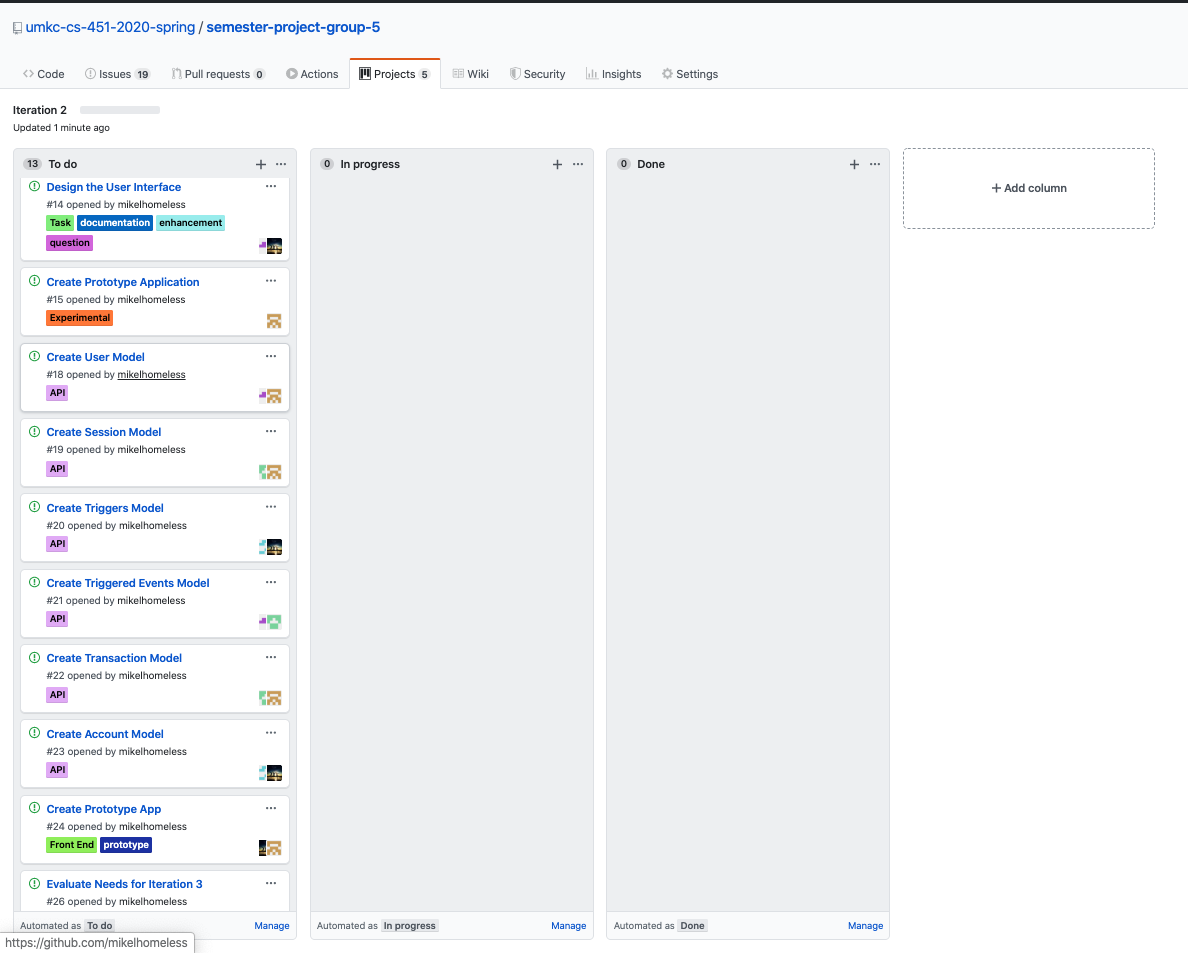 umkc-cs-451-2020-spring / semester-project-group-5
Code Issues 19 Pull requests 0 Actions Projects 5 Wiki Security Insights Settings
Iteration 2
Updated 1 minute ago
13 To do
Design the User Interface
#14 opened by mikelhomeless
Task documentation enhancement
question
Create Prototype Application
#15 opened by mikelhomeless
Experimental
Create User Model
#18 opened by mikelhomeless
API
Create Session Model
#19 opened by mikelhomeless
API
Create Triggers Model
#20 opened by mikelhomeless
API
Create Triggered Events Model
#21 opened by mikelhomeless
API
Create Transaction Model
#22 opened by mikelhomeless
API
Create Account Model
#23 opened by mikelhomeless
API
Create Prototype App
#24 opened by mikelhomeless
Front End prototype
Evaluate Needs for Iteration 3
#26 opened by mikelhomeless
Automated as To do Manage
0 In progress
Automated as In progress Manage
0 Done
Automated as Done Manage
+ Add column
https://github.com/mikelhomeless